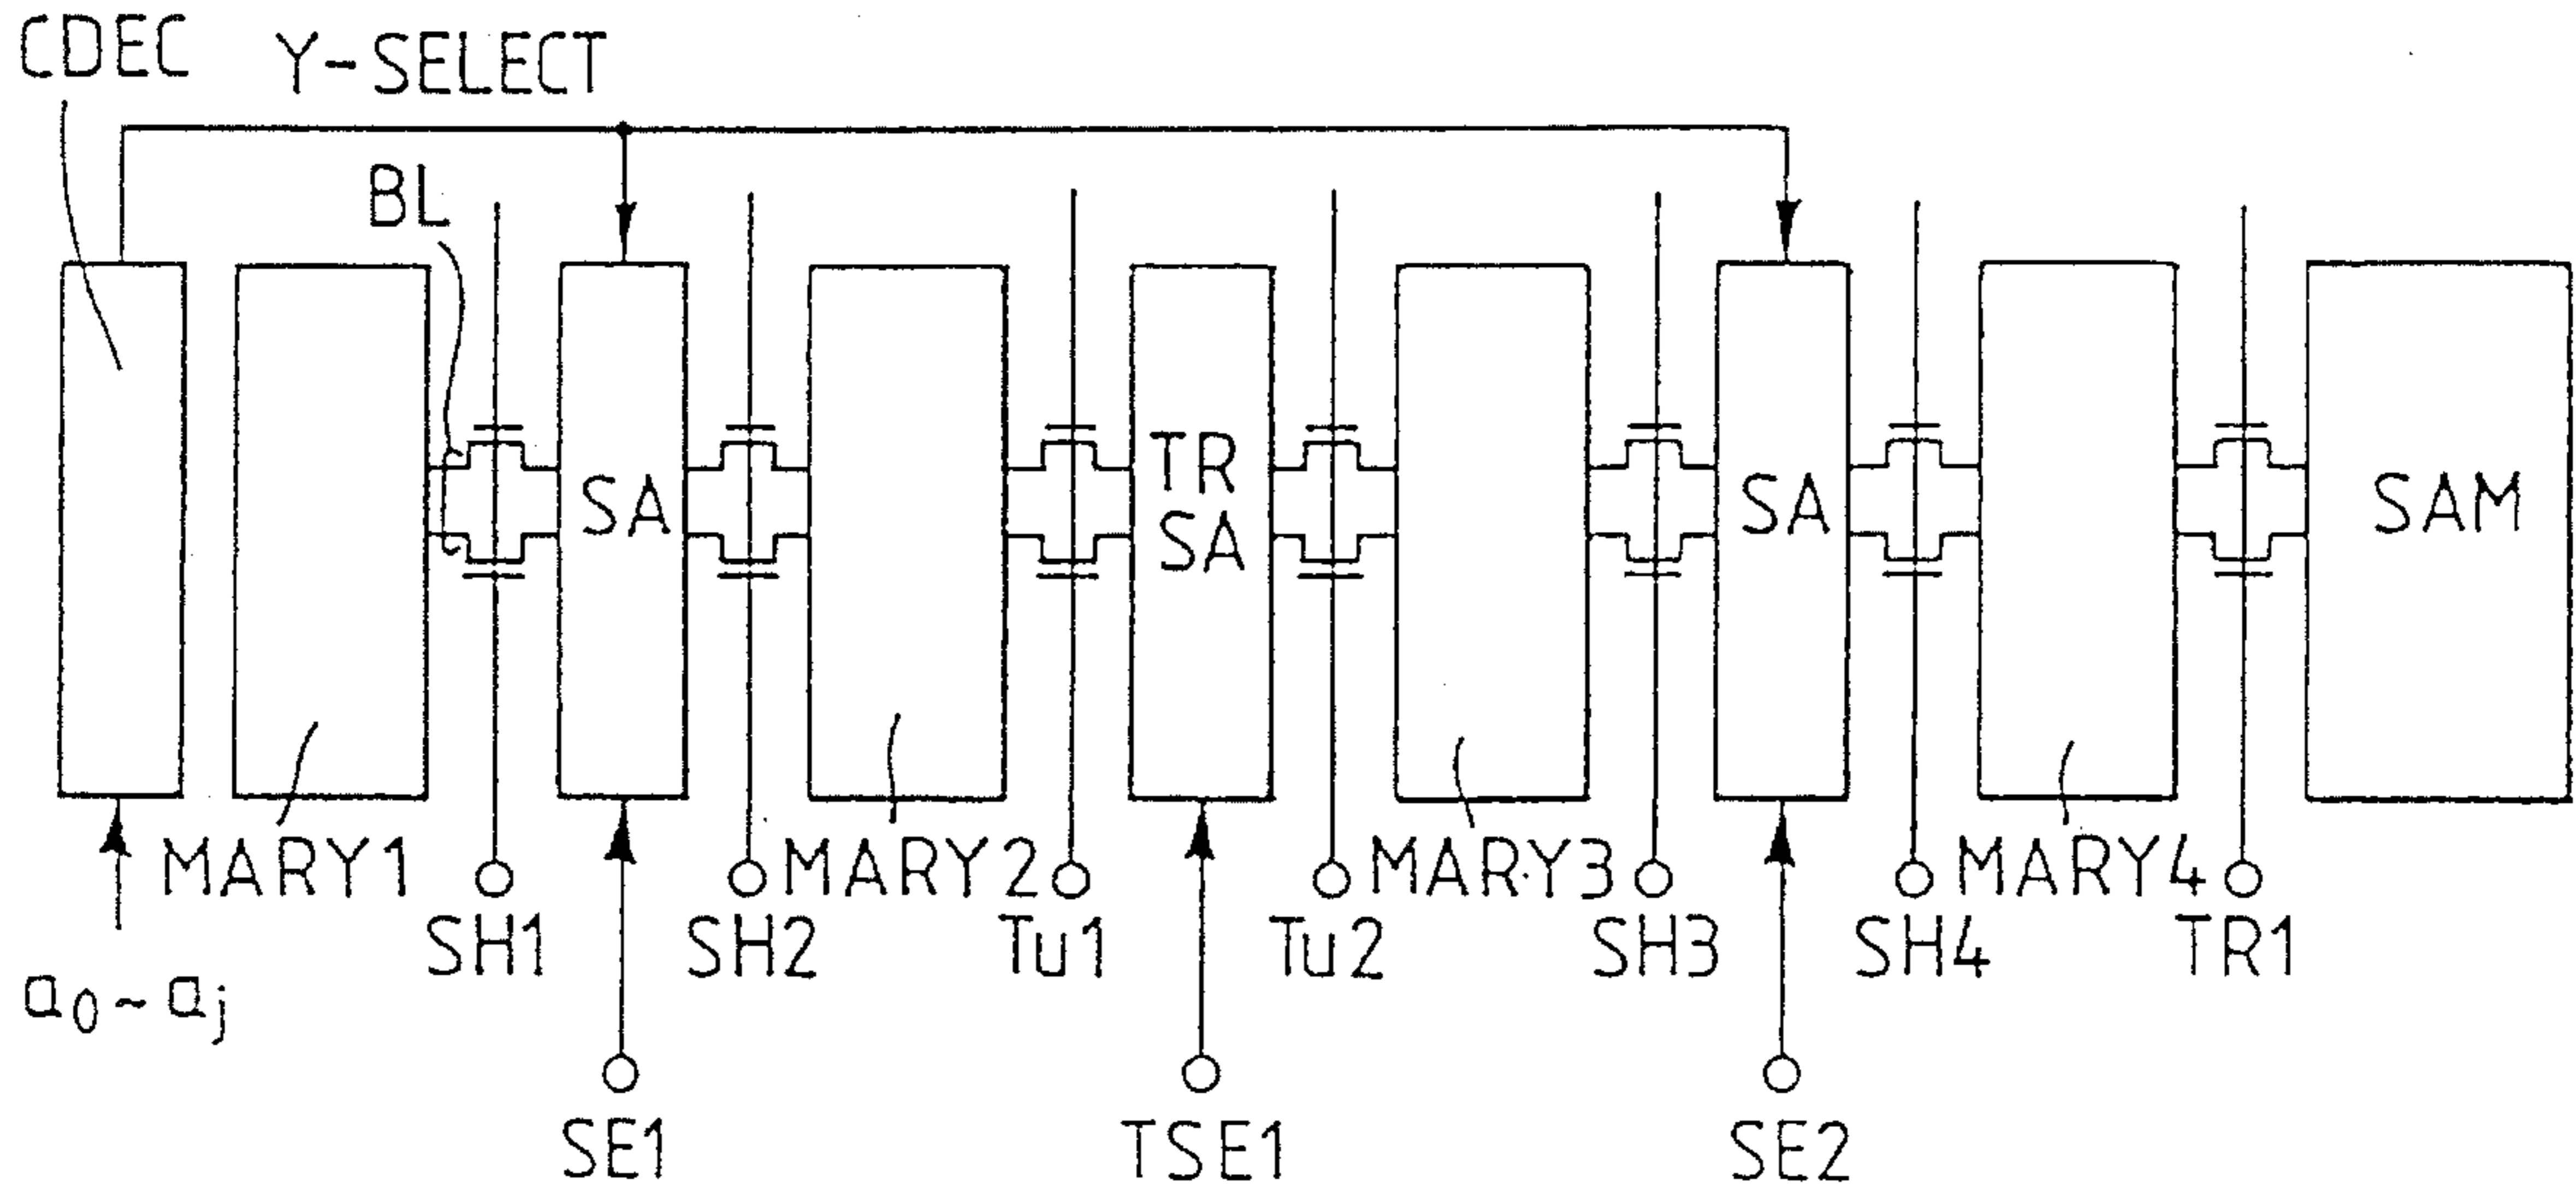 CDEC
Y-SELECT
BL
SA
TR
SA
SA
SAM
MARY1
MARY2
MARY3
MARY4
SH1
SH2
Tu1
Tu2
SH3
SH4
TR1
a0~aj
SE1
TSE1
SE2